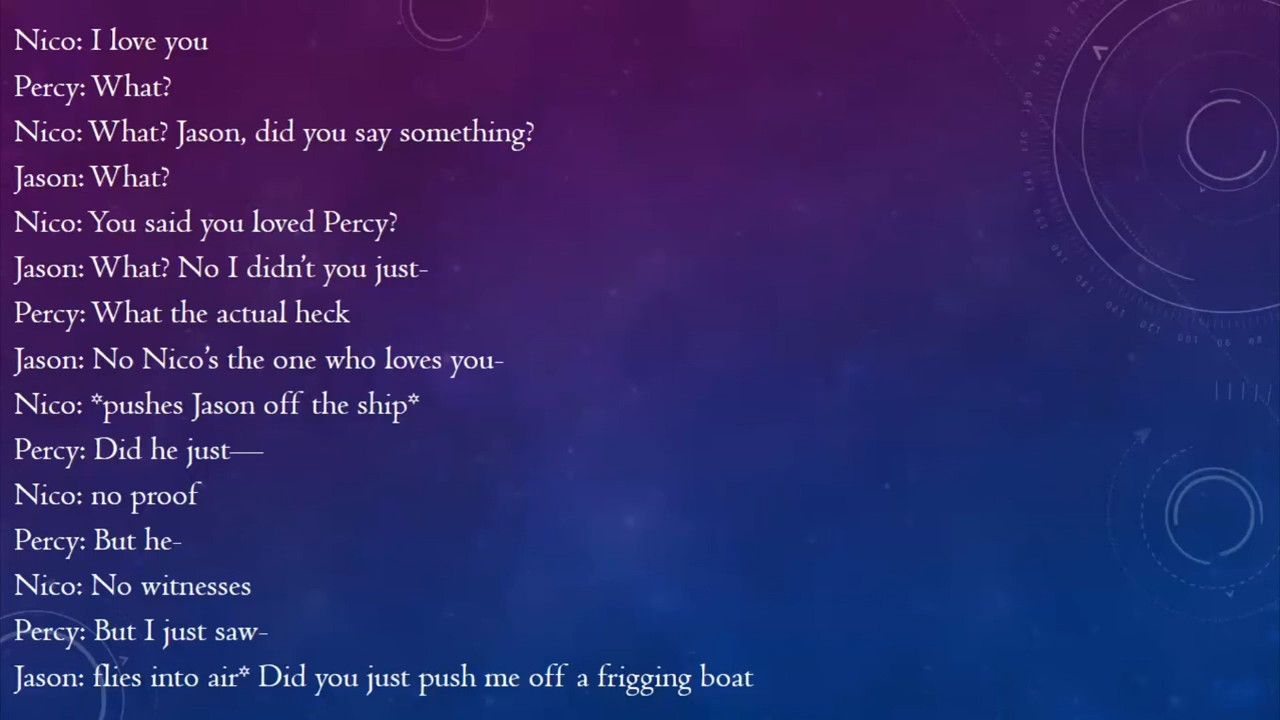 Nico: I love you
Percy: What?
Nico: What? Jason, did you say something?
Jason: What?
Nico: You said you loved Percy?
Jason: What? No I didn’t you just-
Percy: What the actual heck
Jason: No Nico’s the one who loves you-
Nico: *pushes Jason off the ship*
Percy: Did he just—
Nico: no proof
Percy: But he-
Nico: No witnesses
Percy: But I just saw-
Jason: flies into air* Did you just push me off a frigging boat